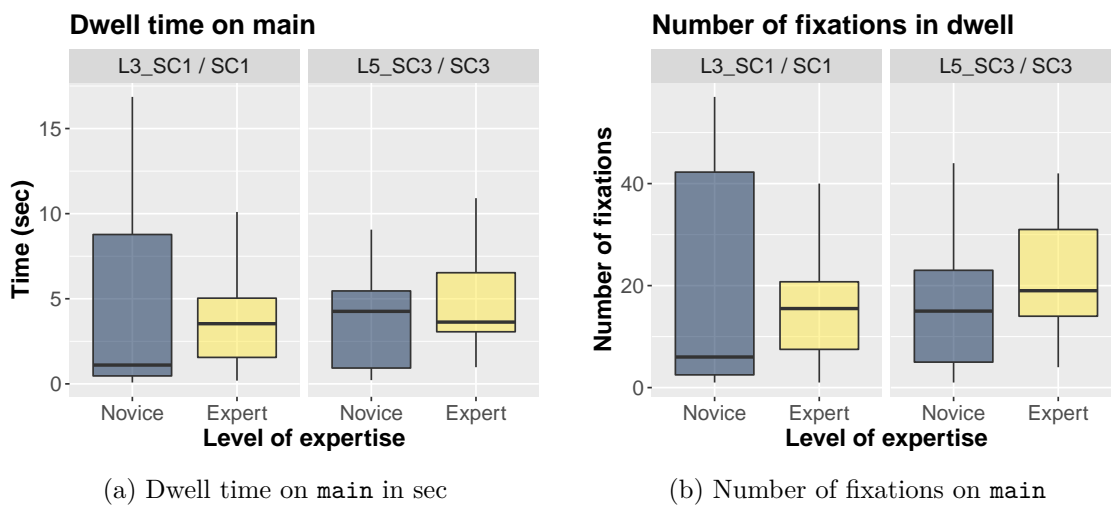 Dwell time on main
L3_SC1 / SC1
L5_SC3 / SC3
Time (sec)
15
10
5
0
Novice
Expert
Novice
Expert
Level of expertise
(a) Dwell time on main in sec
Number of fixations in dwell
L3_SC1 / SC1
L5_SC3 / SC3
Number of fixations
40
20
0
Novice
Expert
Novice
Expert
Level of expertise
(b) Number of fixations on main